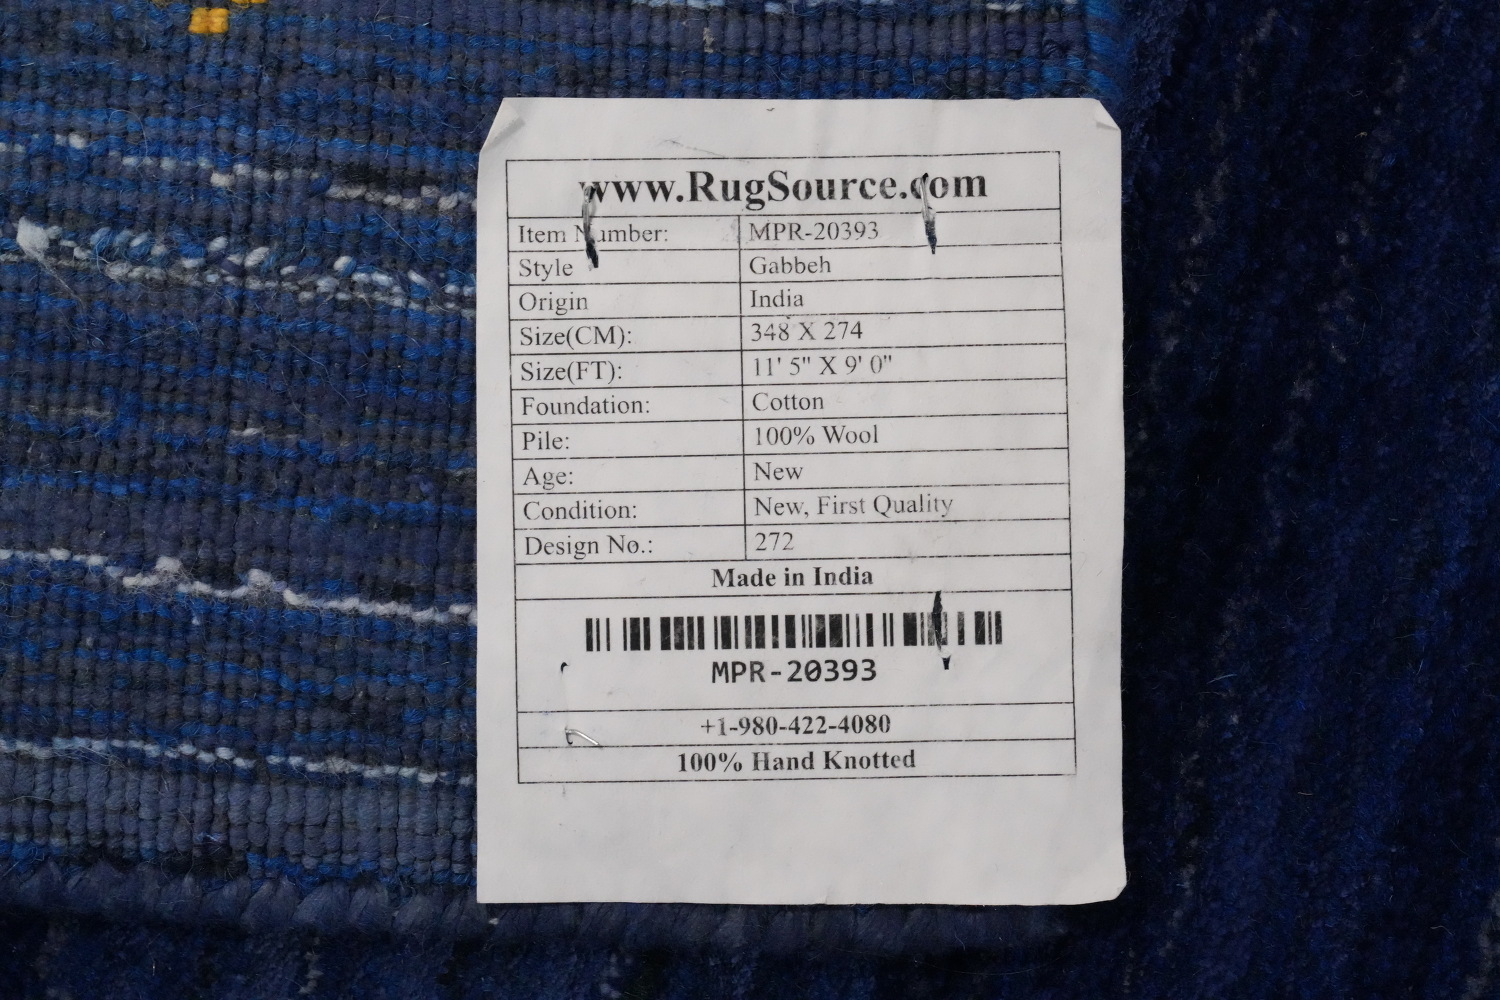 www.RugSource.com
Item Number: MPR-20393
Style Gabbeh
Origin India
Size(CM): 348 X 274
Size(FT): 11' 5" X 9' 0"
Foundation: Cotton
Pile: 100% Wool
Age: New
Condition: New, First Quality
Design No.: 272
Made in India
MPR-20393
+1-980-422-4080
100% Hand Knotted